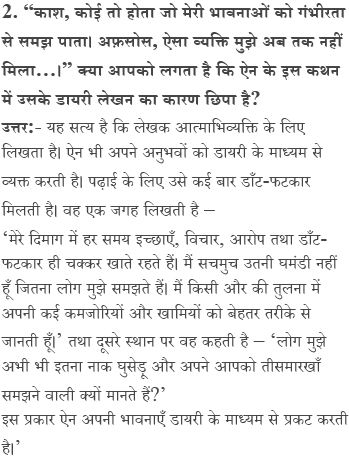 2. “काश, कोई तो होता जो मेरी भावनाओं को गंभीरता
से समझ पाता। अफ़सोस, ऐसा व्यक्ति मुझे अब तक नहीं
मिला...।” क्या आपको लगता है कि ऐन के इस कथन
में उसके डायरी लेखन का कारण छिपा है?
उत्तर:- यह सत्य है कि लेखक आत्माभिव्यक्ति के लिए
लिखता है। ऐन भी अपने अनुभवों को डायरी के माध्यम से
व्यक्त करती है। पढ़ाई के लिए उसे कई बार डाँट-फटकार
मिलती है। वह एक जगह लिखती है –
‘मेरे दिमाग में हर समय इच्छाएँ, विचार, आरोप तथा डाँट-
फटकार ही चक्कर खाते रहते हैं। मैं सचमुच उतनी घमंडी नहीं
हूँ जितना लोग मुझे समझते हैं। मैं किसी और की तुलना में
अपनी कई कमजोरियों और खामियों को बेहतर तरीके से
जानती हूँ।’ तथा दूसरे स्थान पर वह कहती है – ‘लोग मुझे
अभी भी इतना नाक घुसेड़ू और अपने आपको तीसमारखाँ
समझने वाली क्यों मानते हैं?’
इस प्रकार ऐन अपनी भावनाएँ डायरी के माध्यम से प्रकट करती
है।’